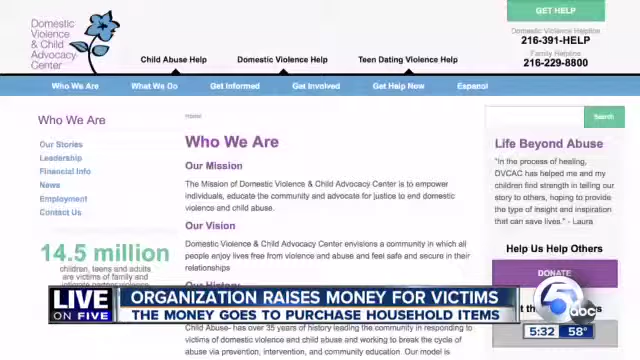 Domestic
Violence
& Child
Advocacy
Center
GET HELP
Domestic Violence Helpline
216-391-HELP
Family Helpline
216-229-8800
Child Abuse Help
Domestic Violence Help
Teen Dating Violence Help
Who We Are
What We Do
Get Informed
Get Involved
Get Help Now
Espanol
Who We Are
Our Stories
Leadership
Financial Info
News
Employment
Contact Us
14.5 million
children, teens and adults
are victims of family and
intimate partner violence
Home
Who We Are
Our Mission
The Mission of Domestic Violence & Child Advocacy Center is to empower
individuals, educate the community and advocate for justice to end domestic
violence and child abuse.
Our Vision
Domestic Violence & Child Advocacy Center envisions a community in which all
people enjoy lives free from violence and abuse and feel safe and secure in their
relationships
Our History
Child Abuse- has over 35 years of history leading the community in responding to
victims of domestic violence and child abuse and working to break the cycle of
abuse via prevention, intervention, community education. Our model is
Search
Life Beyond Abuse
"In the process of healing,
DVCAC has helped me and my
children find strength in telling our
story to others, hoping to provide
the type of insight and inspiration
that can save lives." - Laura
Help Us Help Others
DONATE
LIVE
ON FIVE
ORGANIZATION RAISES MONEY FOR VICTIMS
THE MONEY GOES TO PURCHASE HOUSEHOLD ITEMS
5
abc
5:32 58°